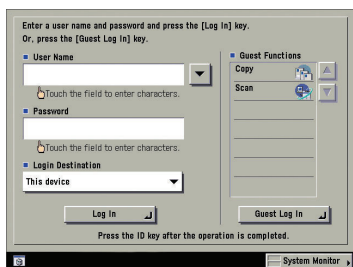 Enter a user name and password and press the [Log In] key.
Or, press the [Guest Log In] key.
User Name
Touch the field to enter characters.
Password
Touch the field to enter characters.
Login Destination
This device
Log In
Guest Functions
Copy
Scan
Guest Log In
Press the ID key after the operation is completed.
System Monitor